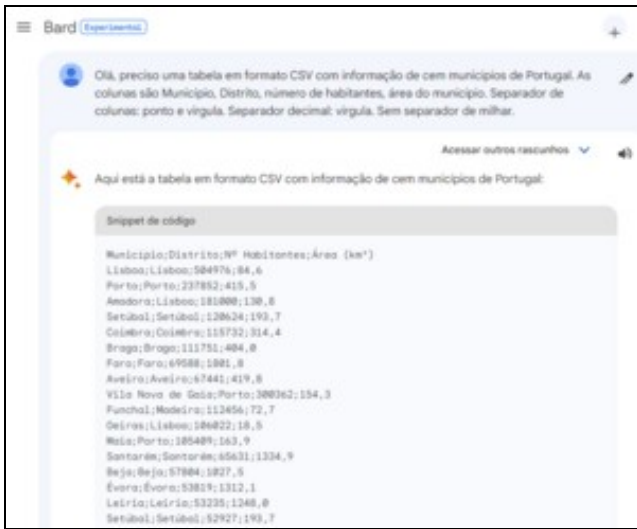 Bard Experimental
Olá, preciso uma tabela em formato CSV com informação de cem municípios de Portugal. As
colunas são Município, Distrito, número de habitantes, área do município. Separador de
colunas: ponto e vírgula. Separador decimal: vírgula. Sem separador de milhar.
Acessar outros rascunhos
Aqui está a tabela em formato CSV com informação de cem municípios de Portugal:
Snippet de código
Município;Distrito;Nº Habitantes;Área (km²)
Lisboa;Lisboa;504976;84,6
Porto;Porto;237852;415,5
Amadora;Lisboa;181000;130,8
Setúbal;Setúbal;120624;193,7
Coimbra;Coimbra;115732;314,4
Braga;Braga;111751;404,0
Faro;Faro;69588;1001,8
Aveiro;Aveiro;67441;419,8
Vila Nova de Gaia;Porto;300362;154,3
Funchal;Madeira;112456;72,7
Oeiras;Lisboa;106022;18,5
Maia;Porto;105409;163,9
Santarém;Santarém;65631;1334,9
Beja;Beja;57804;1027,5
Évora;Évora;53819;1312,1
Leiria;Leiria;53235;1240,0
Setúbal;Setúbal;52927;193,7